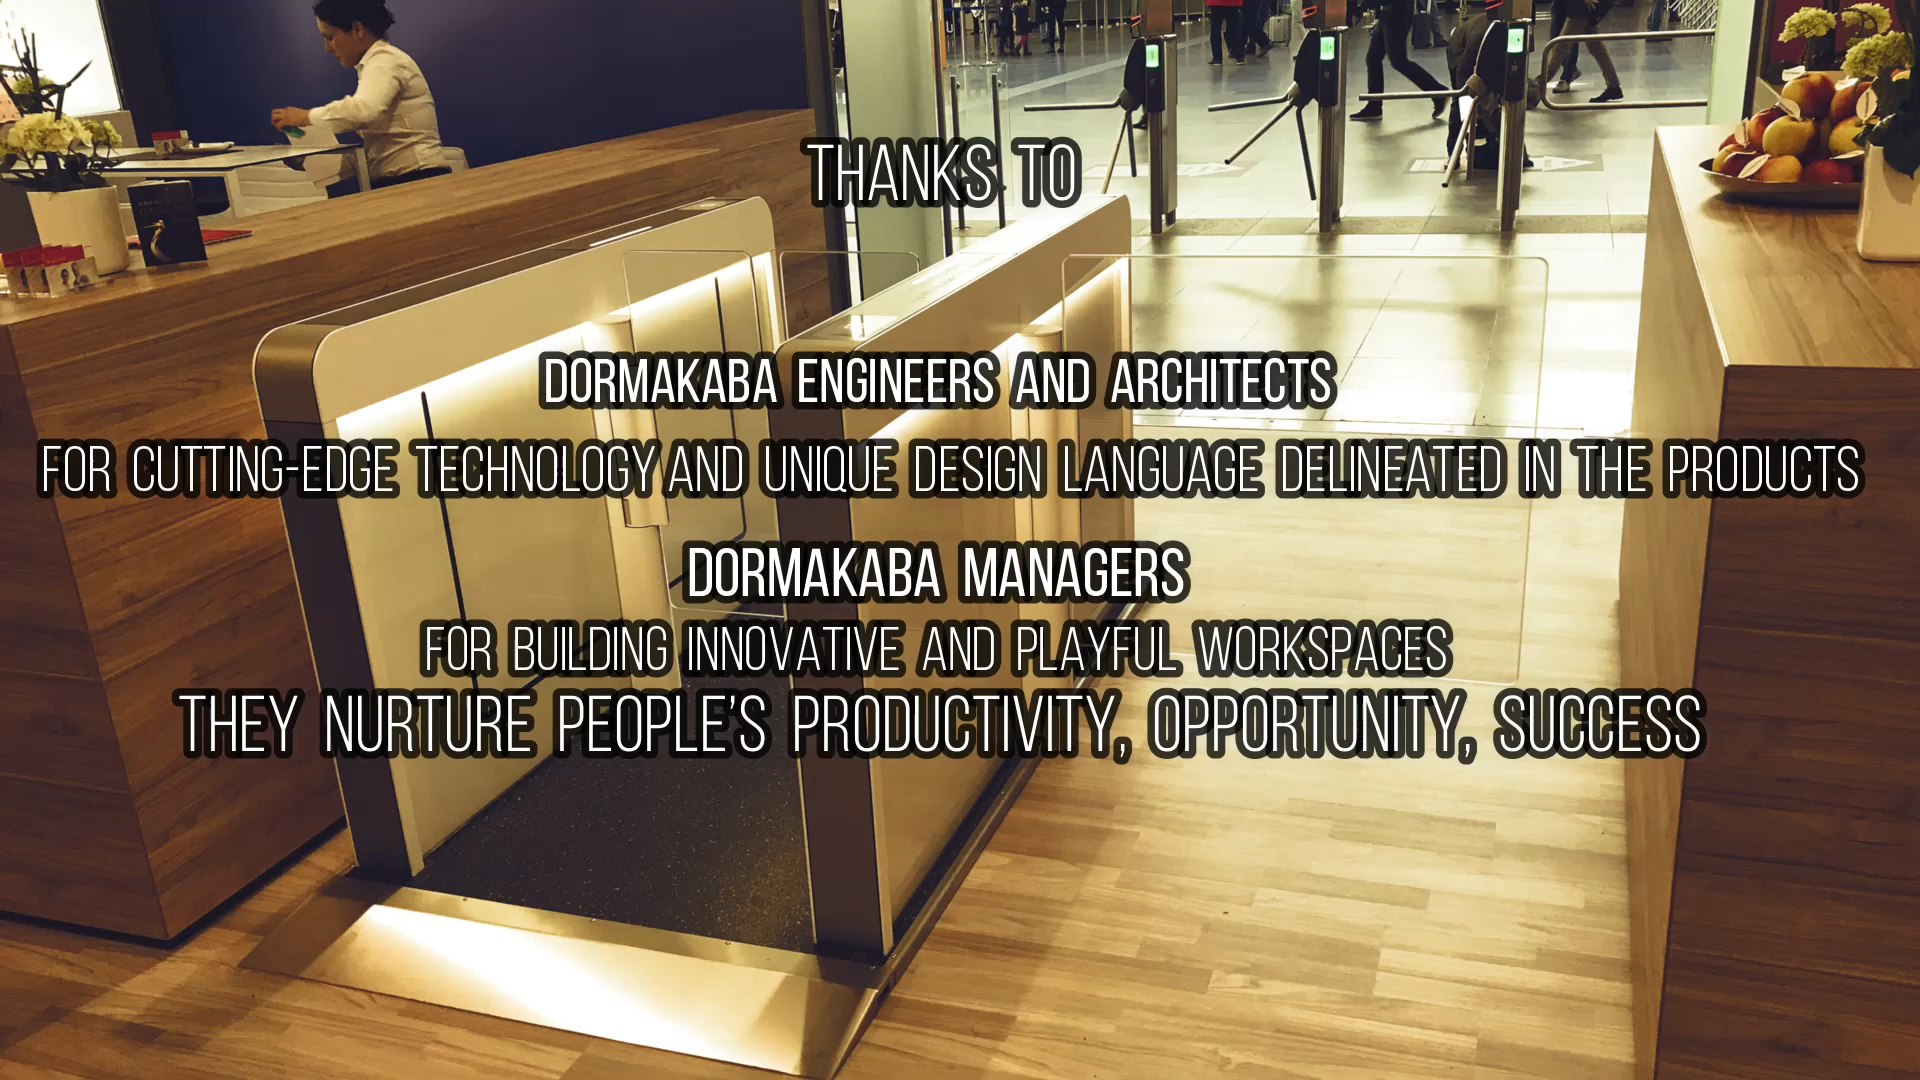 THANKS TO
DORMAKABA ENGINEERS AND ARCHITECTS
FOR CUTTING-EDGE TECHNOLOGY AND UNIQUE DESIGN LANGUAGE DELINEATED IN THE PRODUCTS
DORMAKABA MANAGERS
FOR BUILDING INNOVATIVE AND PLAYFUL WORKSPACES
THEY NURTURE PEOPLE'S PRODUCTIVITY, OPPORTUNITY, SUCCESS